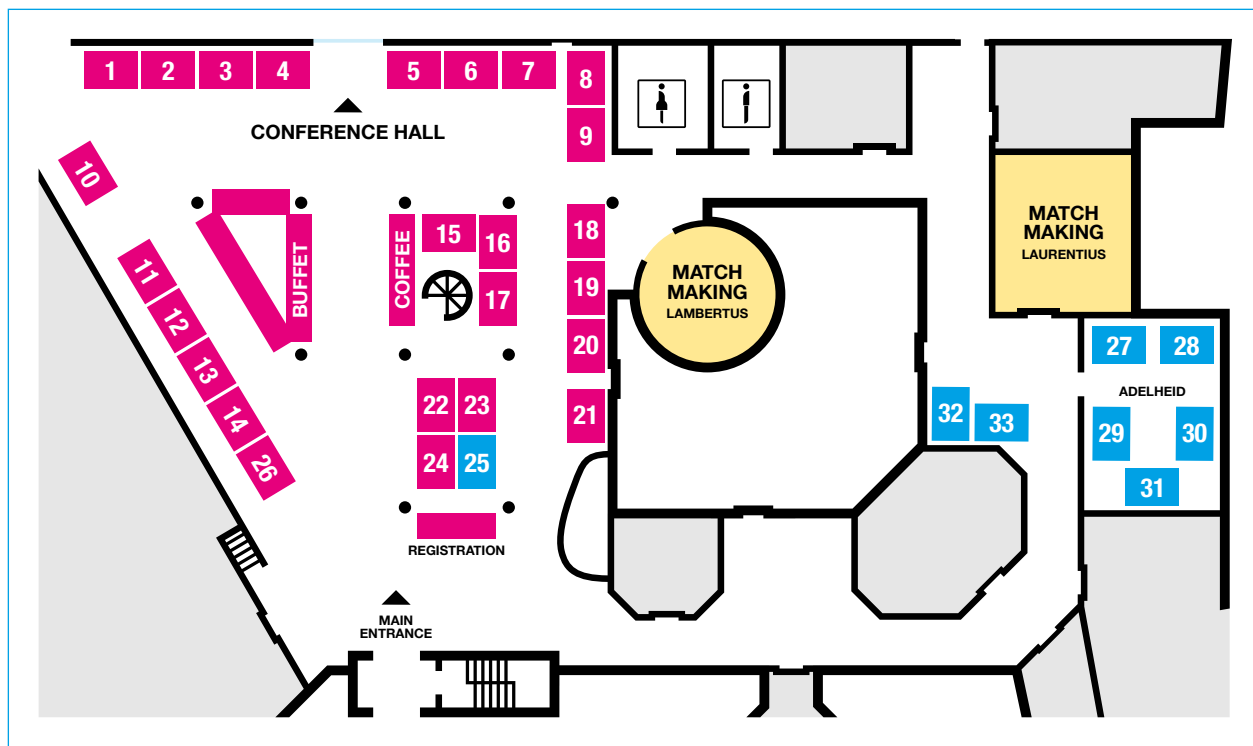 1 2 3 4 5 6 7 8
9
CONFERENCE HALL
10
MATCH
MAKING
LAURENTIUS
15 16 18
11 BUFFET COFFEE
MATCH
MAKING
LAMBERTUS
12 17 19
13 20 27 28
ADELHEID
14 22 23 21 32 33 29 30
26 24 25 31
REGISTRATION
MAIN
ENTRANCE